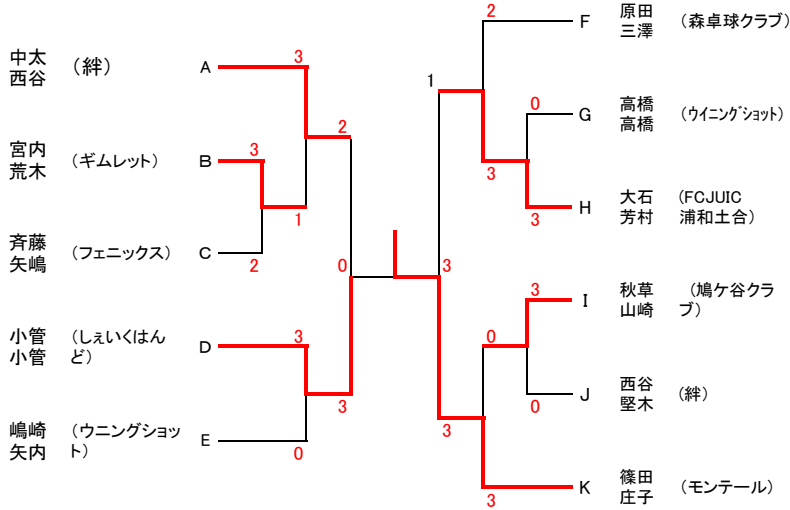 中太
西谷
（絆）
A
3
2
宮内
荒木
（ギムレット）
B
3
1
斉藤
矢嶋
（フェニックス）
C
2
0
小管
小管
（しぇいくはん
ど）
D
3
3
嶋崎
矢内
（ウニングショッ
ト）
E
0
2
F
原田
三澤
（森卓球クラブ）
1
0
G
高橋
高橋
（ｳｲﾆﾝｸﾞｼｮｯﾄ）
3
3
H
大石
芳村
（FCJUIC
浦和土合）
3
3
I
秋草
山崎
（鳩ケ谷クラ
ブ）
0
0
J
西谷
堅木
（絆）
3
3
K
篠田
庄子
（モンテール）